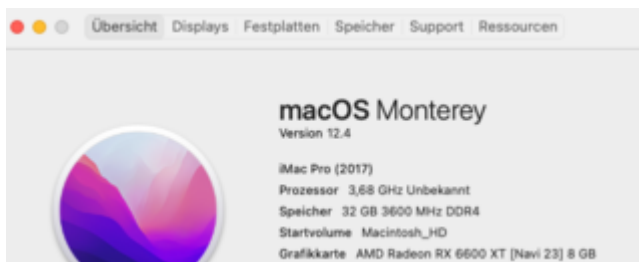 Übersicht Displays Festplatten Speicher Support Ressourcen
macOS Monterey
Version 12.4
iMac Pro (2017)
Prozessor 3,68 GHz Unbekannt
Speicher 32 GB 3600 MHz DDR4
Startvolume Macintosh_HD
Grafikkarte AMD Radeon RX 6600 XT [Navi 23] 8 GB